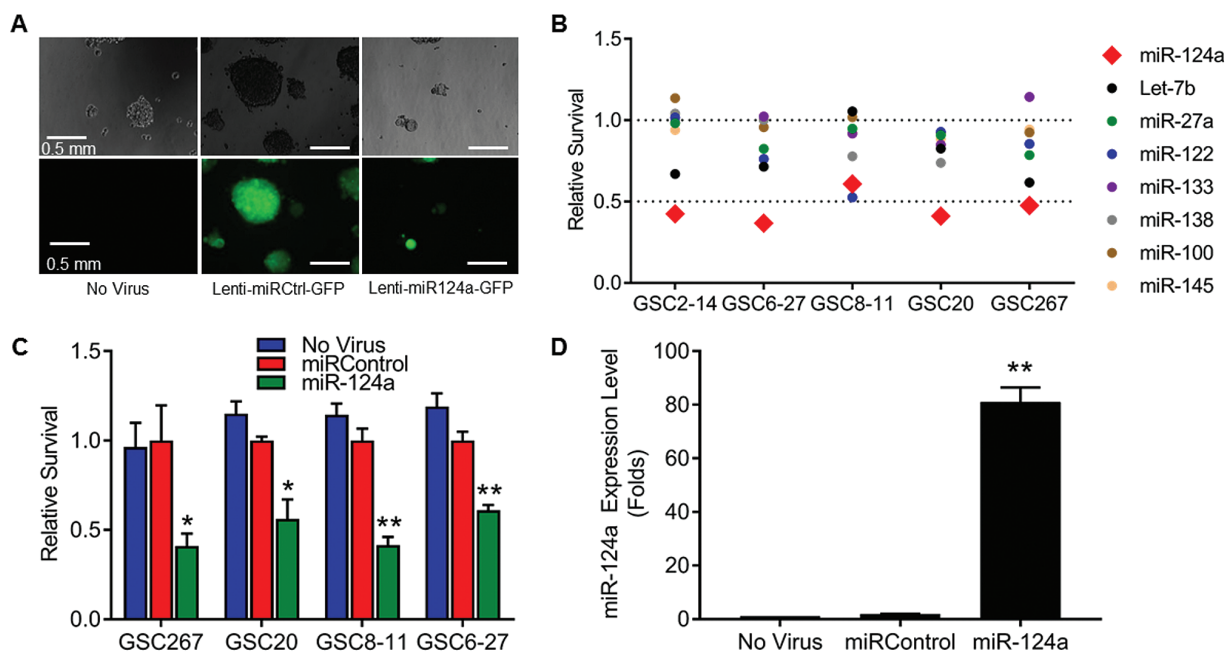 A
0.5 mm
0.5 mm
No Virus
Lenti-miRCtrl-GFP
Lenti-miR124a-GFP
B
Relative Survival
1.5
1.0
0.5
0.0
GSC2-14
GSC6-27
GSC8-11
GSC20
GSC267
miR-124a
Let-7b
miR-27a
miR-122
miR-133
miR-138
miR-100
miR-145
C
Relative Survival
1.5
1.0
0.5
0.0
No Virus
miRControl
miR-124a
*
*
**
**
GSC267
GSC20
GSC8-11
GSC6-27
D
miR-124a Expression Level
(Folds)
100
80
60
40
20
0
**
No Virus
miRControl
miR-124a